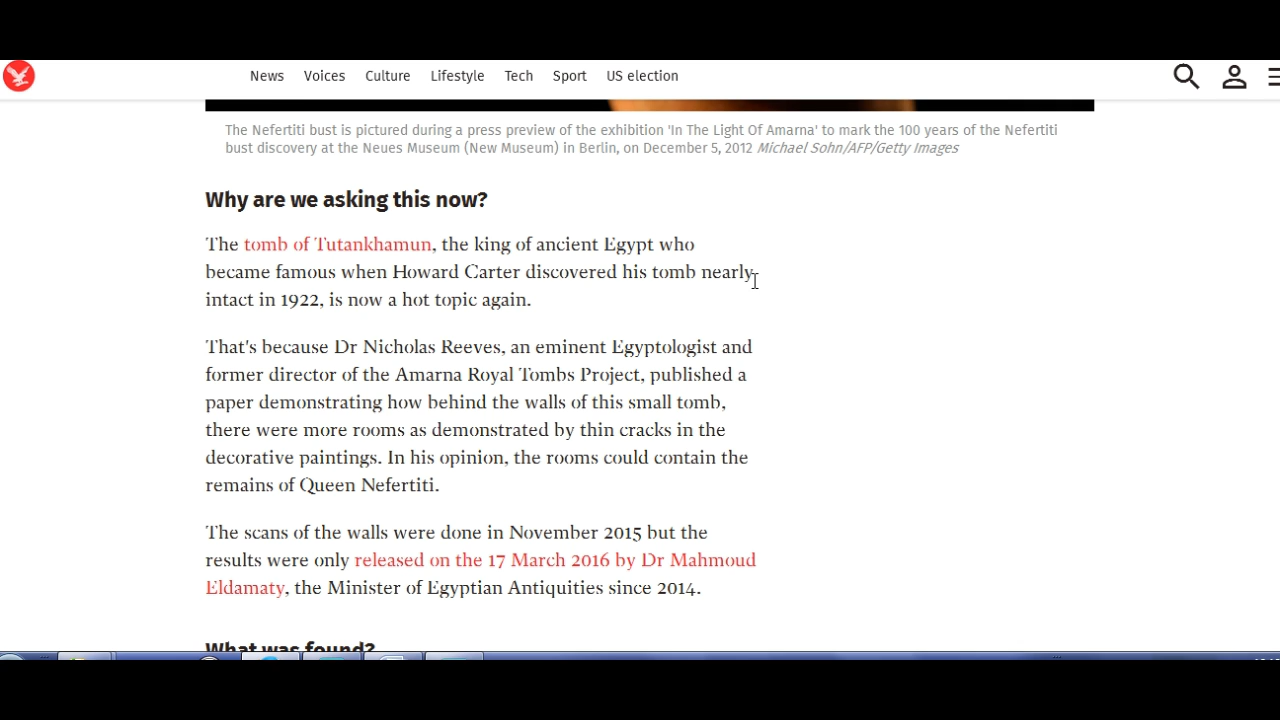 News Voices Culture Lifestyle Tech Sport US election
The Nefertiti bust is pictured during a press preview of the exhibition 'In The Light Of Amarna' to mark the 100 years of the Nefertiti
bust discovery at the Neues Museum (New Museum) in Berlin, on December 5, 2012 Michael Sohn/AFP/Getty Images
Why are we asking this now?
The tomb of Tutankhamun, the king of ancient Egypt who
became famous when Howard Carter discovered his tomb nearly
intact in 1922, is now a hot topic again.
That's because Dr Nicholas Reeves, an eminent Egyptologist and
former director of the Amarna Royal Tombs Project, published a
paper demonstrating how behind the walls of this small tomb,
there were more rooms as demonstrated by thin cracks in the
decorative paintings. In his opinion, the rooms could contain the
remains of Queen Nefertiti.
The scans of the walls were done in November 2015 but the
results were only released on the 17 March 2016 by Dr Mahmoud
Eldamaty, the Minister of Egyptian Antiquities since 2014.
What was found?